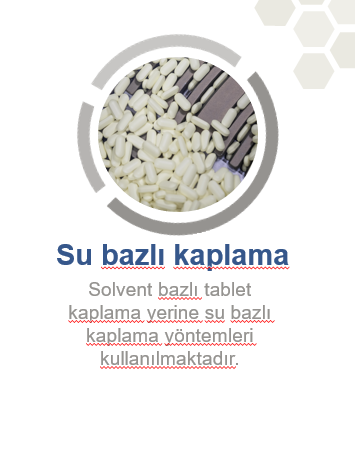 Su bazlı kaplama
Solvent bazlı tablet
kaplama yerine su bazlı
kaplama yöntemleri
kullanılmaktadır.